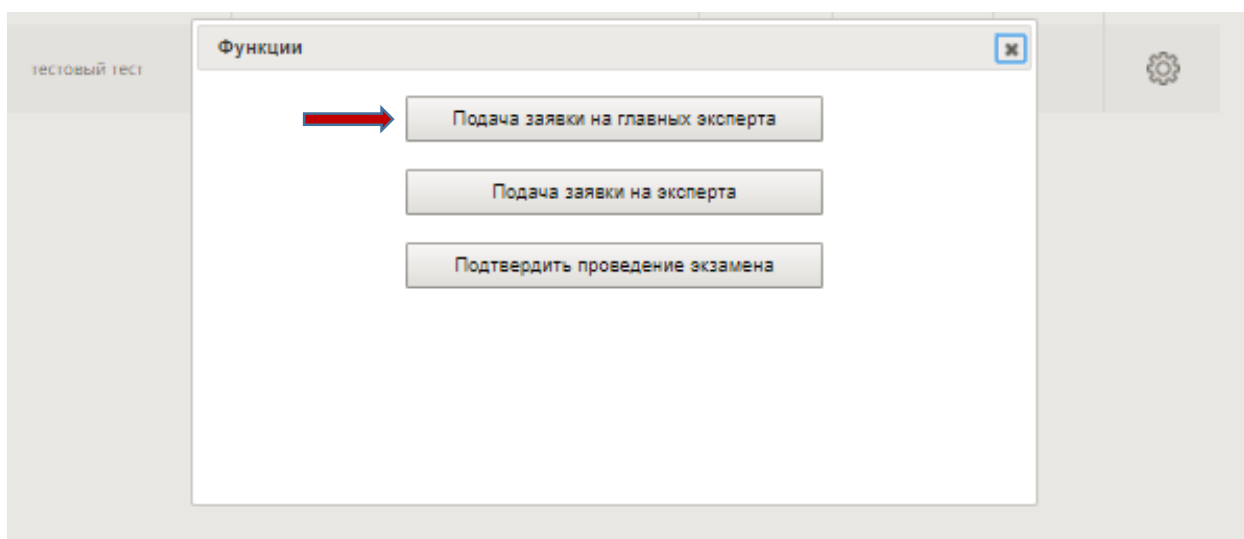 Функции
тестовый тест
Подача заявки на главных эксперта
Подача заявки на эксперта
Подтвердить проведение экзамена